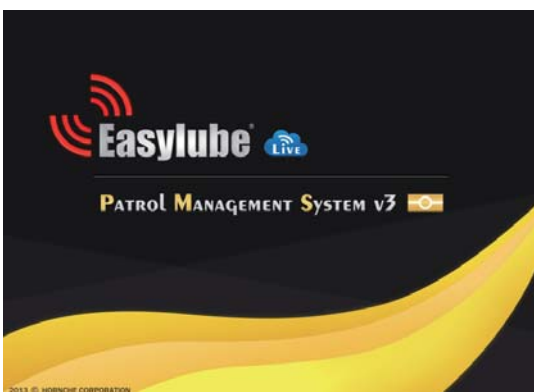 Easylube®
LIVE
PATROL MANAGEMENT SYSTEM v3
2013 © HORNCHE CORPORATION